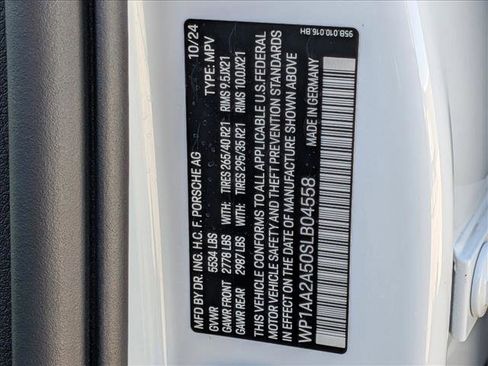 95B.010.015.BH
MFD BY DR. ING. H.C. F. PORSCHE AG 10/24
GVWR 5534 LBS TYPE: MPV
GAWR FRONT 2778 LBS WITH: TIRES 265/40 R21 RIMS 9.5JX21
GAWR REAR 2987 LBS WITH: TIRES 295/35 R21 RIMS 10.0JX21
THIS VEHICLE CONFORMS TO ALL APPLICABLE U.S.FEDERAL
MOTOR VEHICLE SAFETY AND THEFT PREVENTION STANDARDS
IN EFFECT ON THE DATE OF MANUFACTURE SHOWN ABOVE
WP1AA2A50SLB04558 MADE IN GERMANY